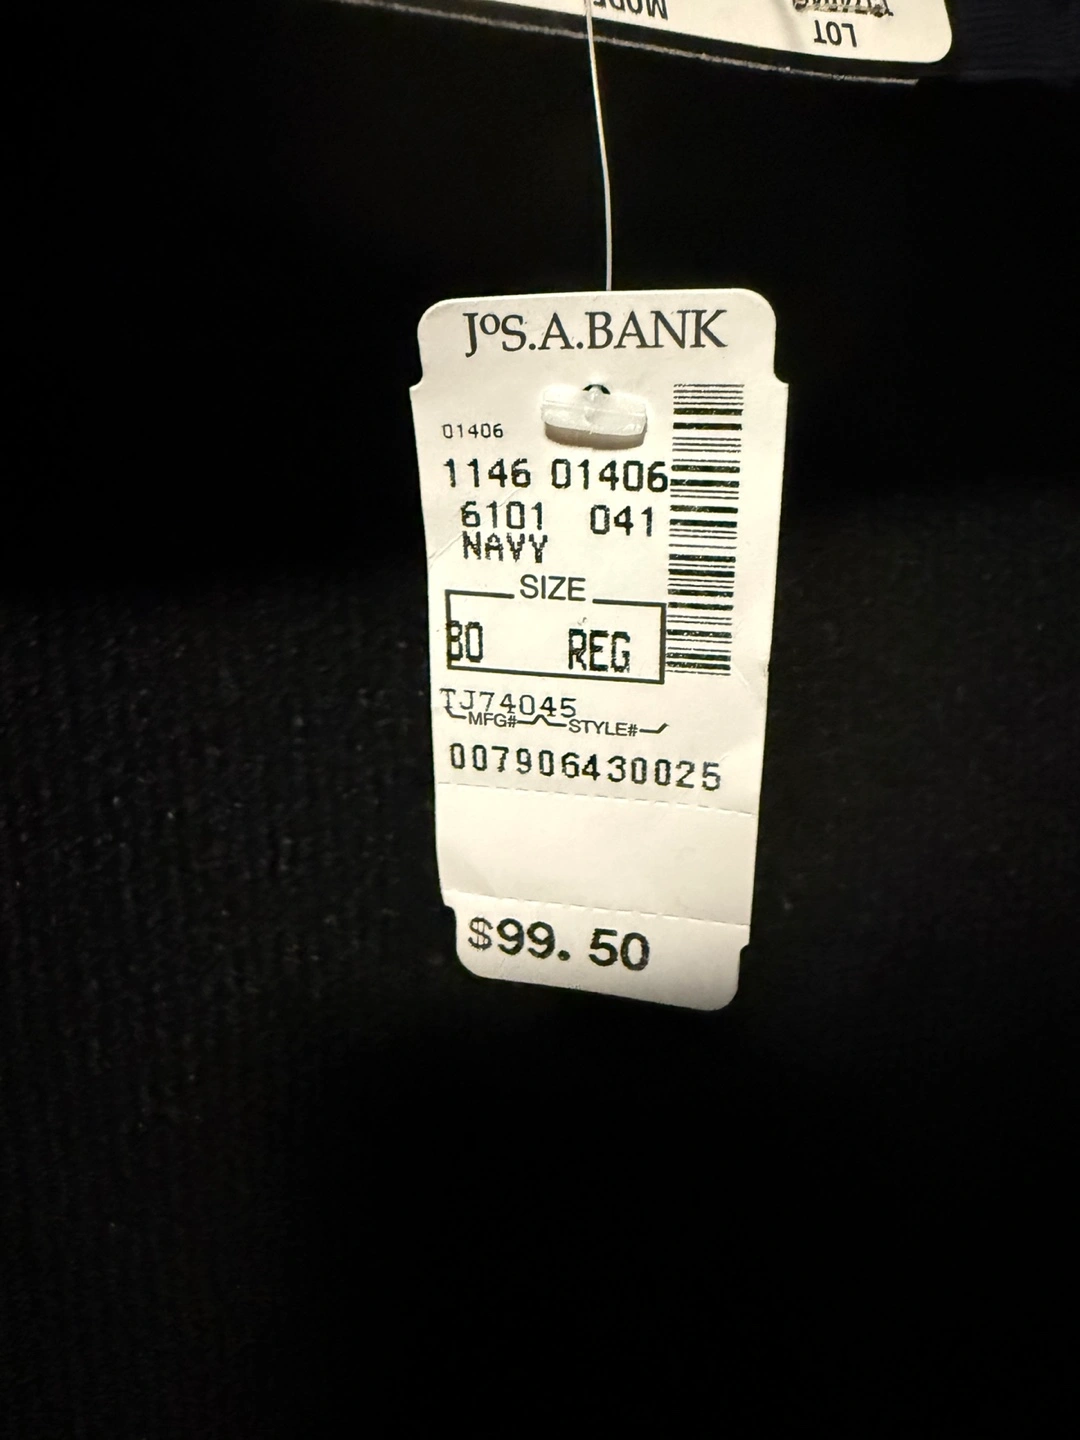 LOT
JoS.A.BANK
01406
1146 01406
6101 041
NAVY
SIZE
30 REG
TJ74045
MFG# STYLE#
007906430025
$99.50